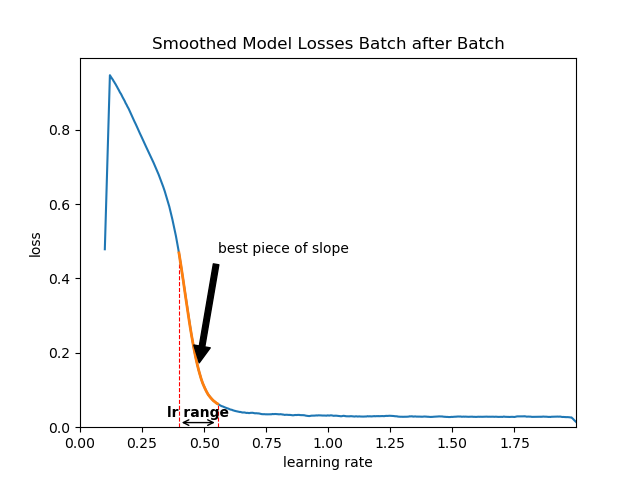 Smoothed Model Losses Batch after Batch
0.8
0.6
best piece of slope
loss
0.4
0.2
lr range
0.0
0.00 0.25 0.50 0.75 1.00 1.25 1.50 1.75
learning rate